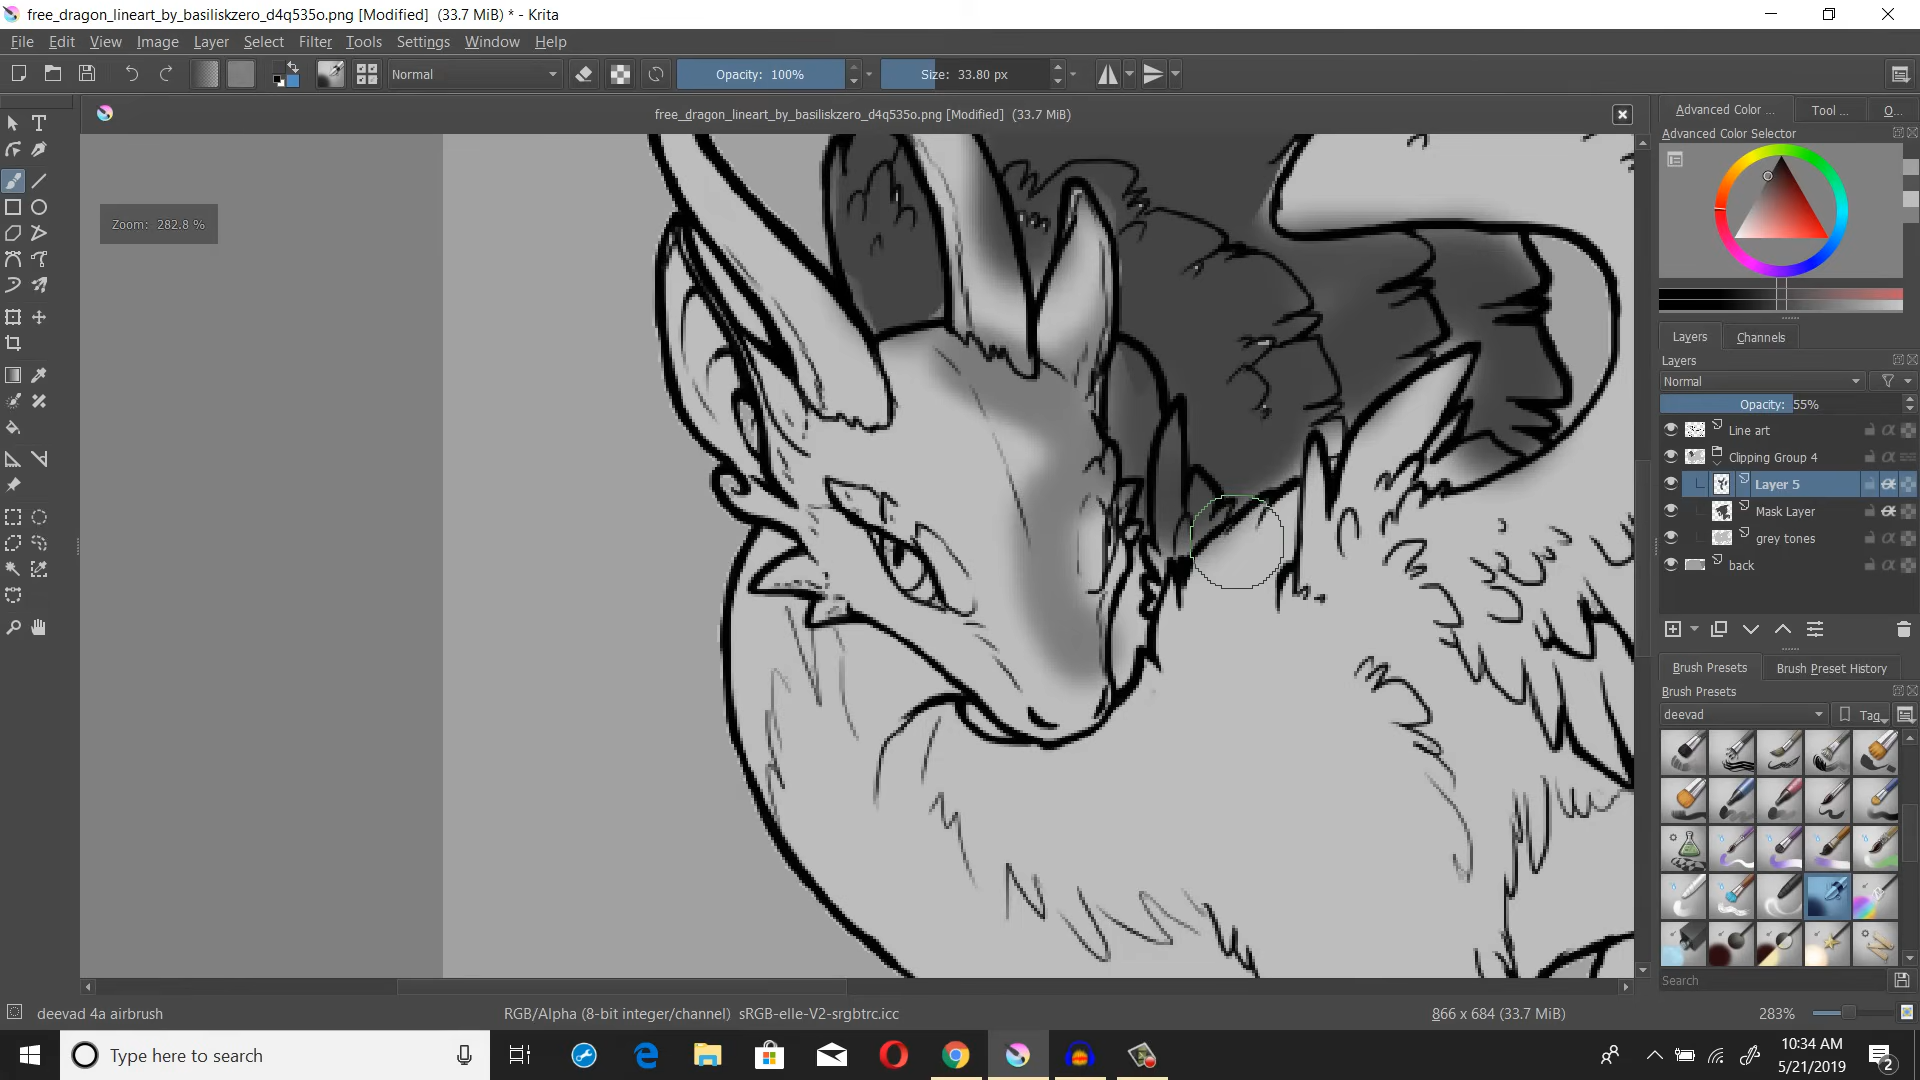 free_dragon_lineart_by_basiliskzero_d4q535o.png [Modified]  (33.7 MiB) * - Krita
File Edit View Image Layer Select Filter Tools Settings Window Help
Normal Opacity: 100% Size: 33.80 px
free_dragon_lineart_by_basiliskzero_d4q535o.png [Modified]  (33.7 MiB)
Advanced Color ... Tool ... O...
Advanced Color Selector
Zoom: 282.8 %
Layers Channels
Layers
Normal
Opacity: 55%
Line art
Clipping Group 4
Layer 5
Mask Layer
grey tones
back
Brush Presets Brush Preset History
Brush Presets
deevad Tag
Search
deevad 4a airbrush RGB/Alpha (8-bit integer/channel)  sRGB-elle-V2-srgbtrc.icc 866 x 684 (33.7 MiB) 283%
Type here to search
10:34 AM
5/21/2019
2